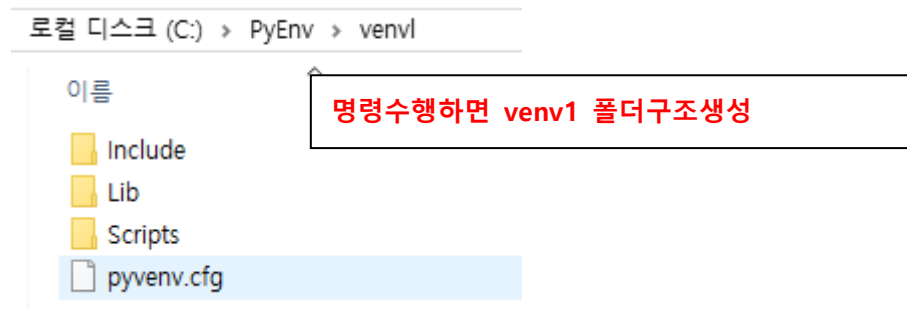 로컬 디스크 (C:) > PyEnv > venvl
이름
명령수행하면 venv1 폴더구조생성
Include
Lib
Scripts
pyvenv.cfg